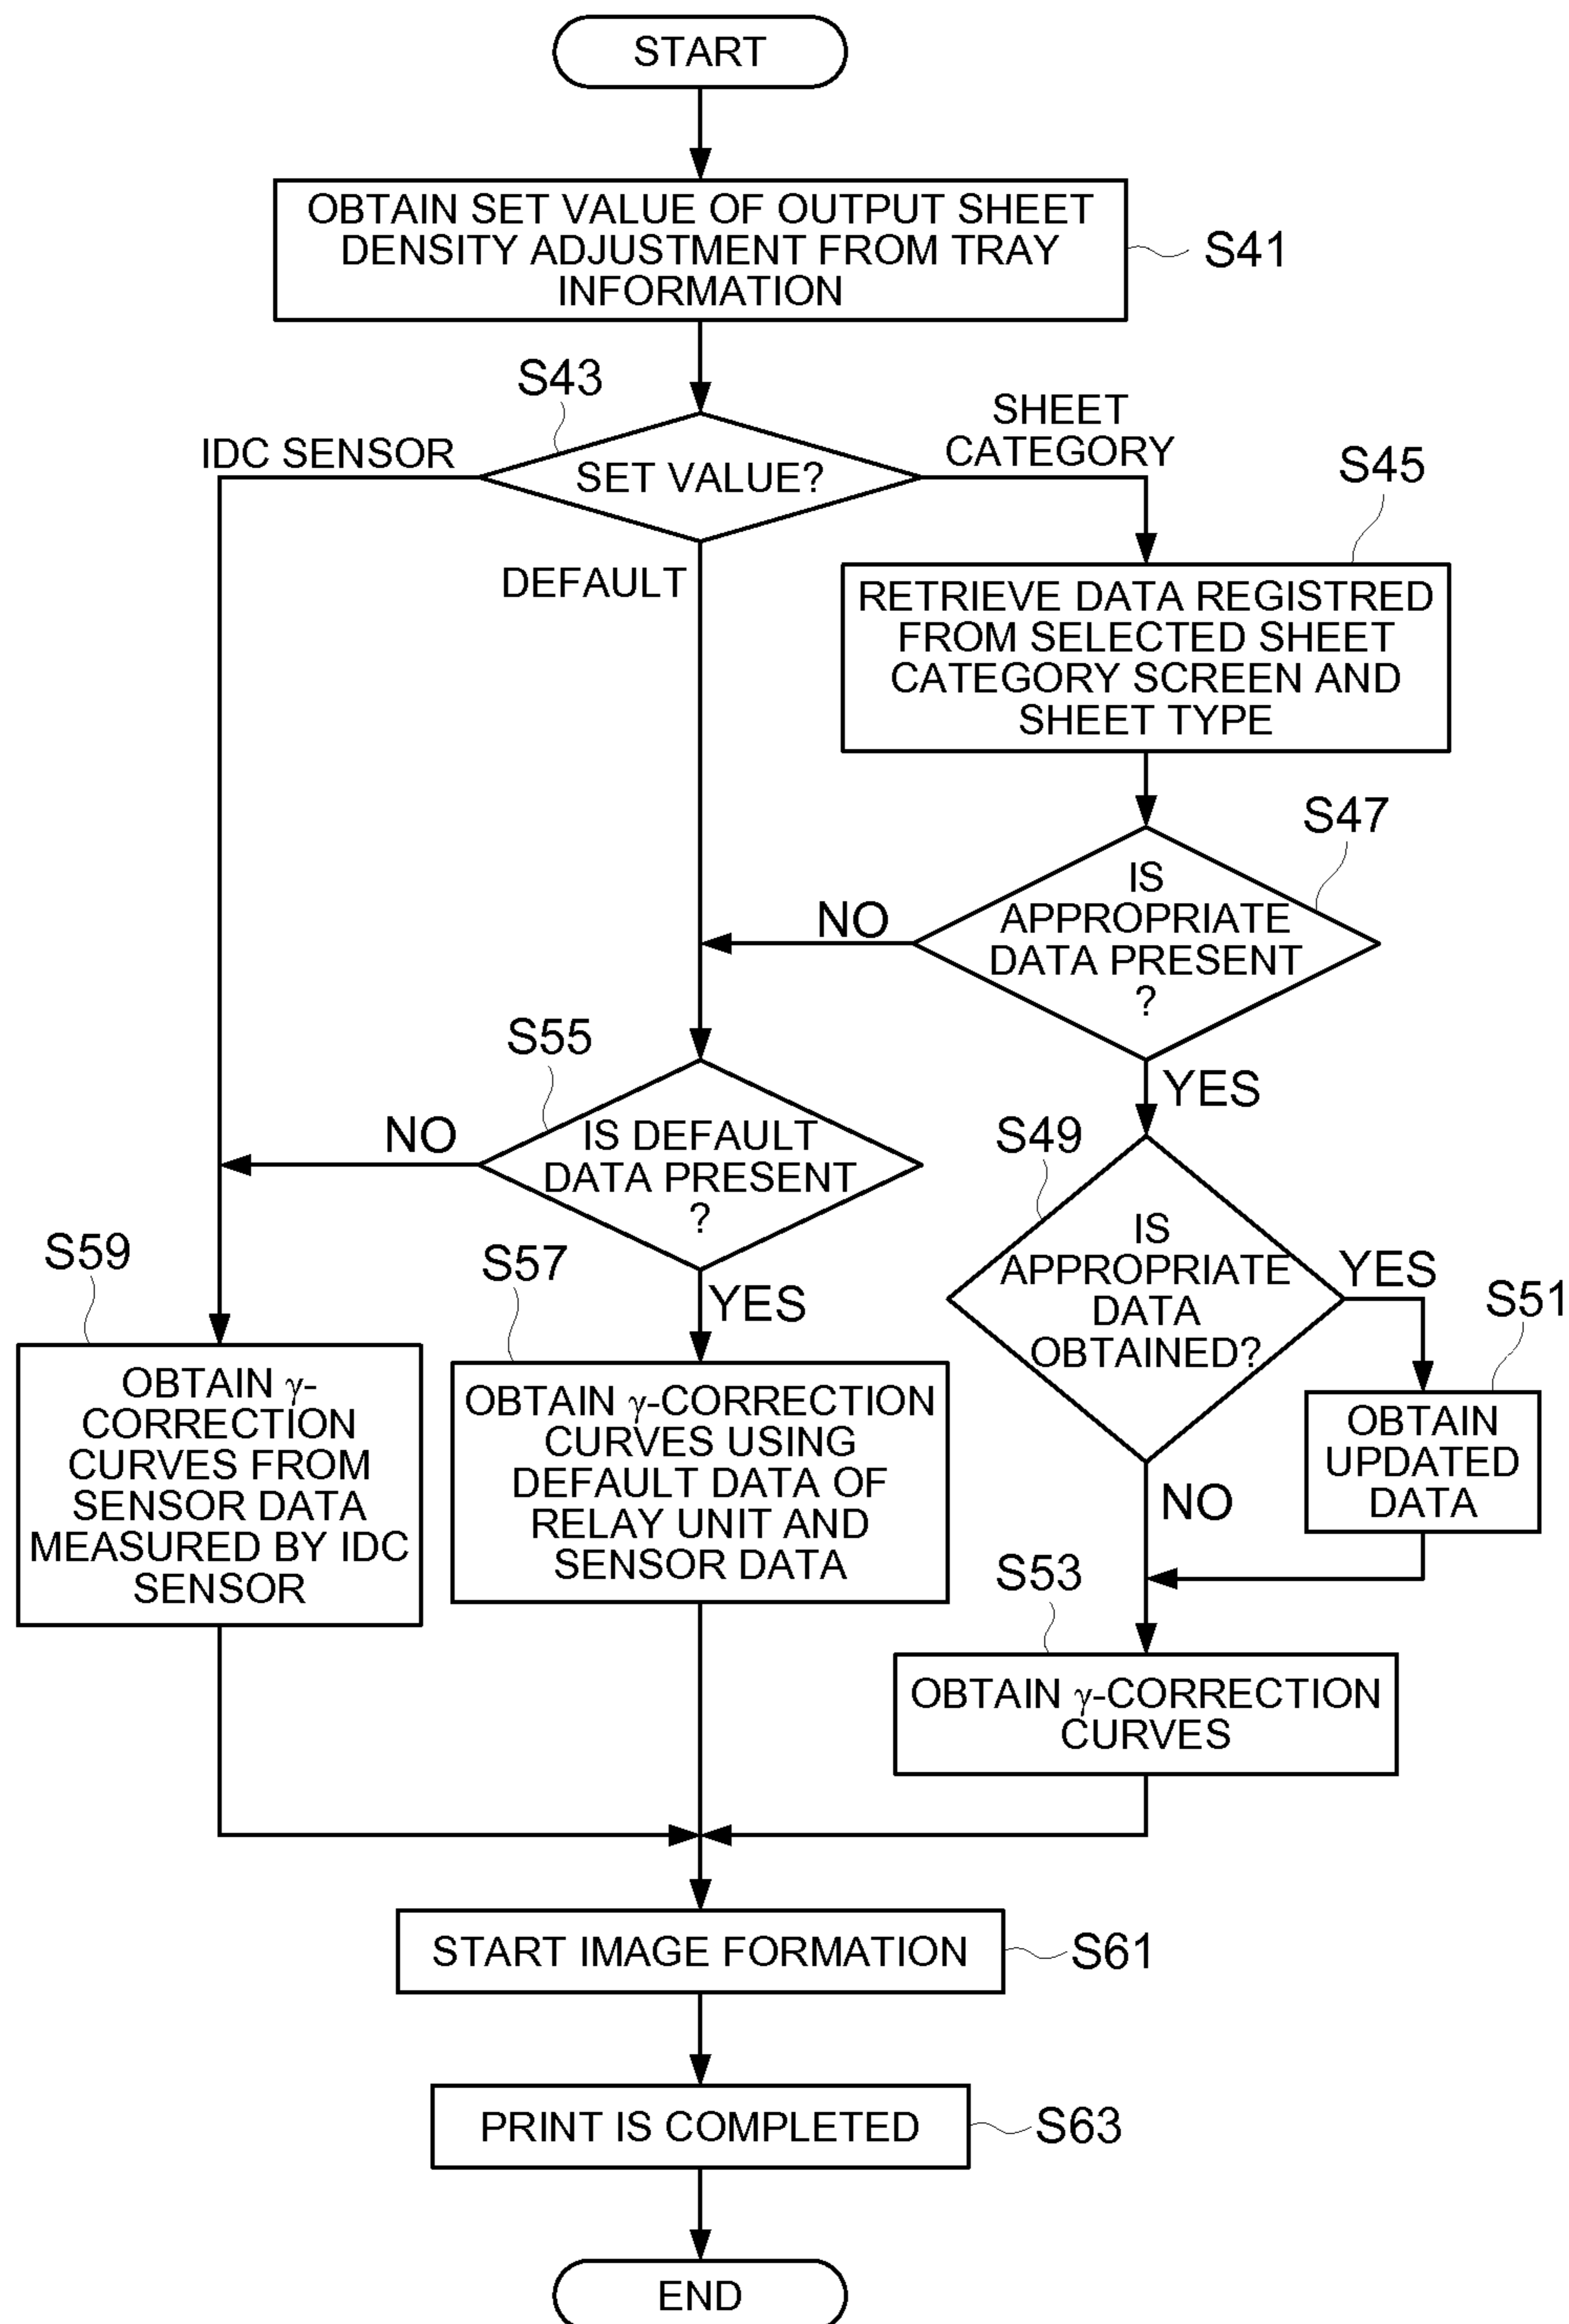 START
OBTAIN SET VALUE OF OUTPUT SHEET
DENSITY ADJUSTMENT FROM TRAY
INFORMATION
S41
S43
IDC SENSOR
SET VALUE?
SHEET
CATEGORY
DEFAULT
S45
RETRIEVE DATA REGISTRED
FROM SELECTED SHEET
CATEGORY SCREEN AND
SHEET TYPE
S47
IS
APPROPRIATE
DATA PRESENT
?
NO
YES
S55
IS DEFAULT
DATA PRESENT
?
NO
YES
S49
IS
APPROPRIATE
DATA
OBTAINED?
YES
NO
S51
OBTAIN
UPDATED
DATA
S59
OBTAIN γ-
CORRECTION
CURVES FROM
SENSOR DATA
MEASURED BY IDC
SENSOR
S57
OBTAIN γ-CORRECTION
CURVES USING
DEFAULT DATA OF
RELAY UNIT AND
SENSOR DATA
S53
OBTAIN γ-CORRECTION
CURVES
START IMAGE FORMATION
S61
PRINT IS COMPLETED
S63
END